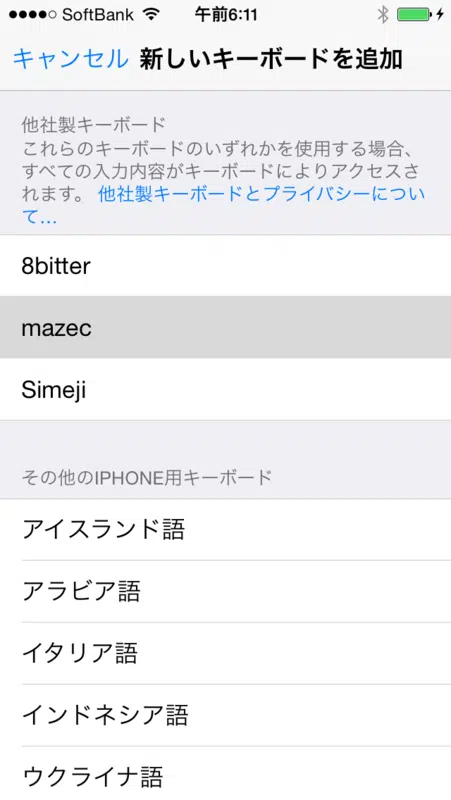 ●●●●○ SoftBank 午前6:11
キャンセル 新しいキーボードを追加
他社製キーボード
これらのキーボードのいずれかを使用する場合、
すべての入力内容がキーボードによりアクセスさ
れます。 他社製キーボードとプライバシーについ
て...
8bitter
mazec
Simeji
その他のIPHONE用キーボード
アイスランド語
アラビア語
イタリア語
インドネシア語
ウクライナ語